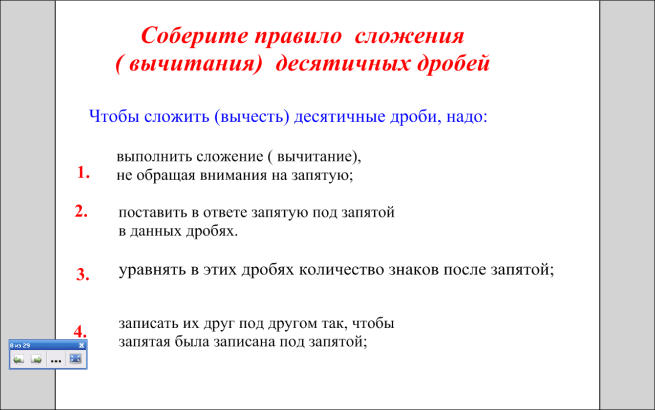 Соберите правило сложения
( вычитания) десятичных дробей
Чтобы сложить (вычесть) десятичные дроби, надо:
1. выполнить сложение ( вычитание),
не обращая внимания на запятую;
2. поставить в ответе запятую под запятой
в данных дробях.
3. уравнять в этих дробях количество знаков после запятой;
4. записать их друг под другом так, чтобы
запятая была записана под запятой;
8 из 29